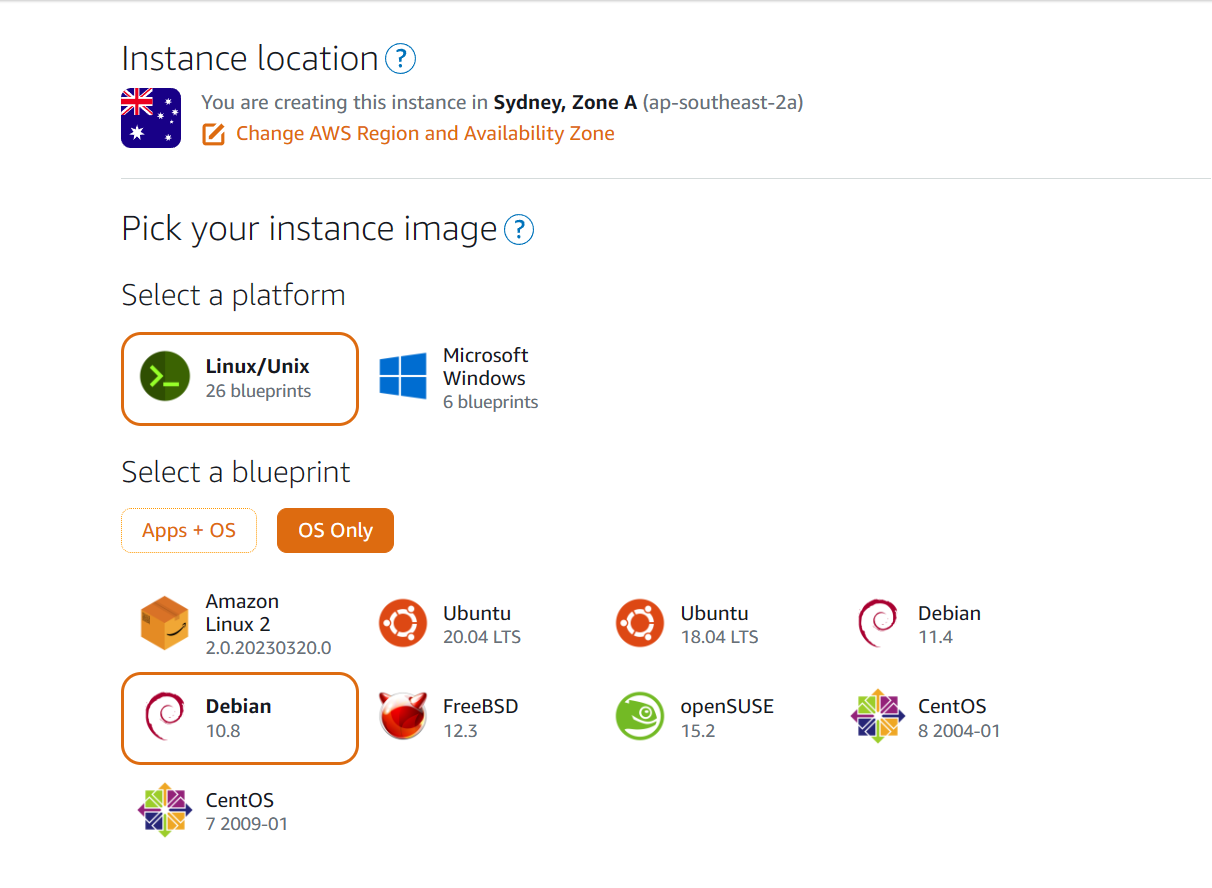 Instance location ?
You are creating this instance in Sydney, Zone A (ap-southeast-2a)
Change AWS Region and Availability Zone
Pick your instance image ?
Select a platform
Linux/Unix
26 blueprints
Microsoft
Windows
6 blueprints
Select a blueprint
Apps + OS
OS Only
Amazon
Linux 2
2.0.20230320.0
Ubuntu
20.04 LTS
Ubuntu
18.04 LTS
Debian
11.4
Debian
10.8
FreeBSD
12.3
openSUSE
15.2
CentOS
8 2004-01
CentOS
7 2009-01